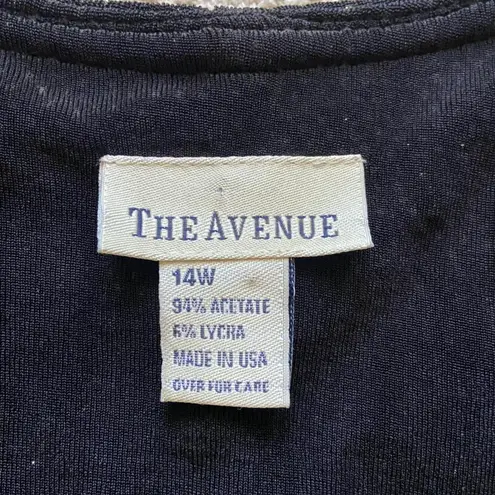 THE AVENUE
14W
94% ACETATE
6% LYCRA
MADE IN USA
OVER FOR CARE